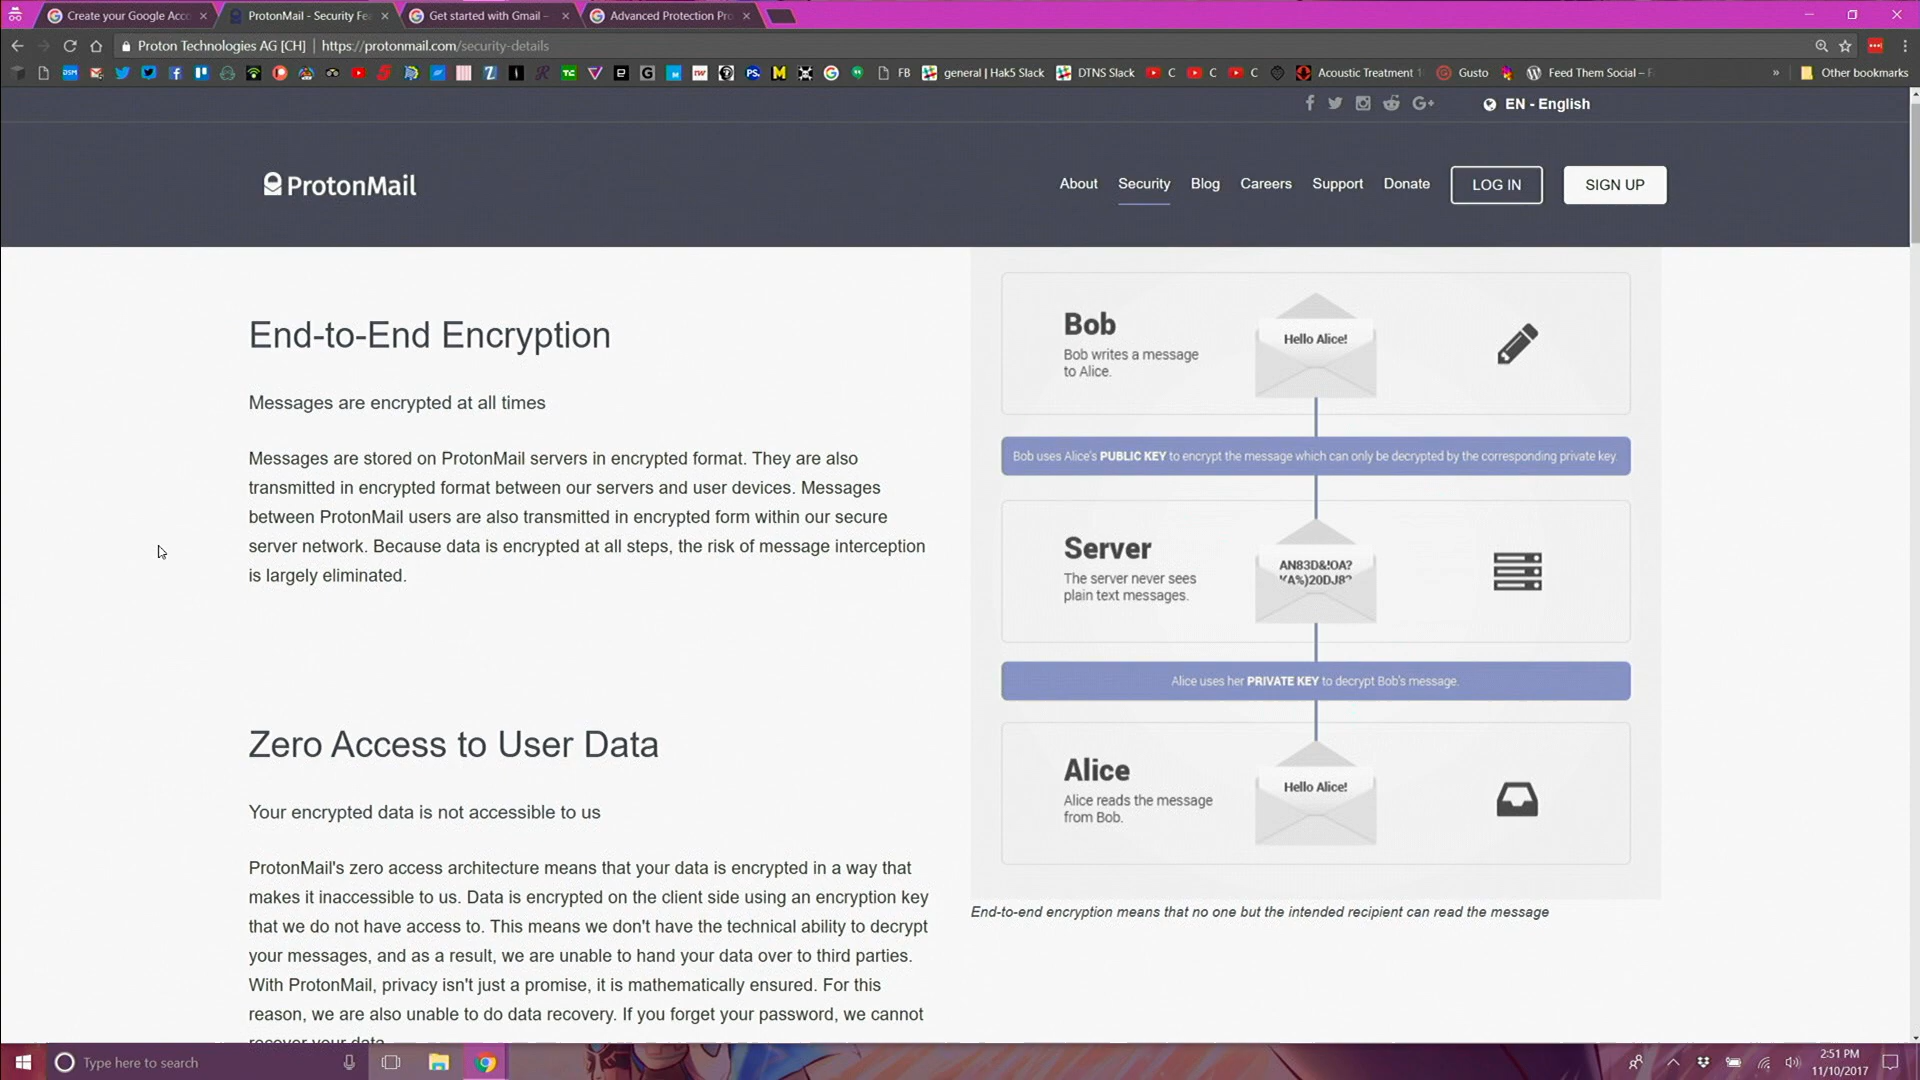 Create your Google Acco
ProtonMail - Security Fea
Get started with Gmail -
Advanced Protection Pro
Proton Technologies AG [CH] | https://protonmail.com/security-details
FB
general | Hak5 Slack
DTNS Slack
C
C
C
Acoustic Treatment 1
Gusto
Feed Them Social – F
»
Other bookmarks
EN - English
ProtonMail
About
Security
Blog
Careers
Support
Donate
LOG IN
SIGN UP
End-to-End Encryption
Messages are encrypted at all times
Messages are stored on ProtonMail servers in encrypted format. They are also
transmitted in encrypted format between our servers and user devices. Messages
between ProtonMail users are also transmitted in encrypted form within our secure
server network. Because data is encrypted at all steps, the risk of message interception
is largely eliminated.
Zero Access to User Data
Your encrypted data is not accessible to us
ProtonMail's zero access architecture means that your data is encrypted in a way that
makes it inaccessible to us. Data is encrypted on the client side using an encryption key
that we do not have access to. This means we don't have the technical ability to decrypt
your messages, and as a result, we are unable to hand your data over to third parties.
With ProtonMail, privacy isn't just a promise, it is mathematically ensured. For this
reason, we are also unable to do data recovery. If you forget your password, we cannot
recover your data
Bob
Bob writes a message
to Alice.
Hello Alice!
Bob uses Alice's PUBLIC KEY to encrypt the message which can only be decrypted by the corresponding private key.
Server
The server never sees
plain text messages.
AN83D&!OA?
Alice uses her PRIVATE KEY to decrypt Bob's message.
Alice
Alice reads the message
from Bob.
Hello Alice!
End-to-end encryption means that no one but the intended recipient can read the message
Type here to search
2:51 PM
11/10/2017